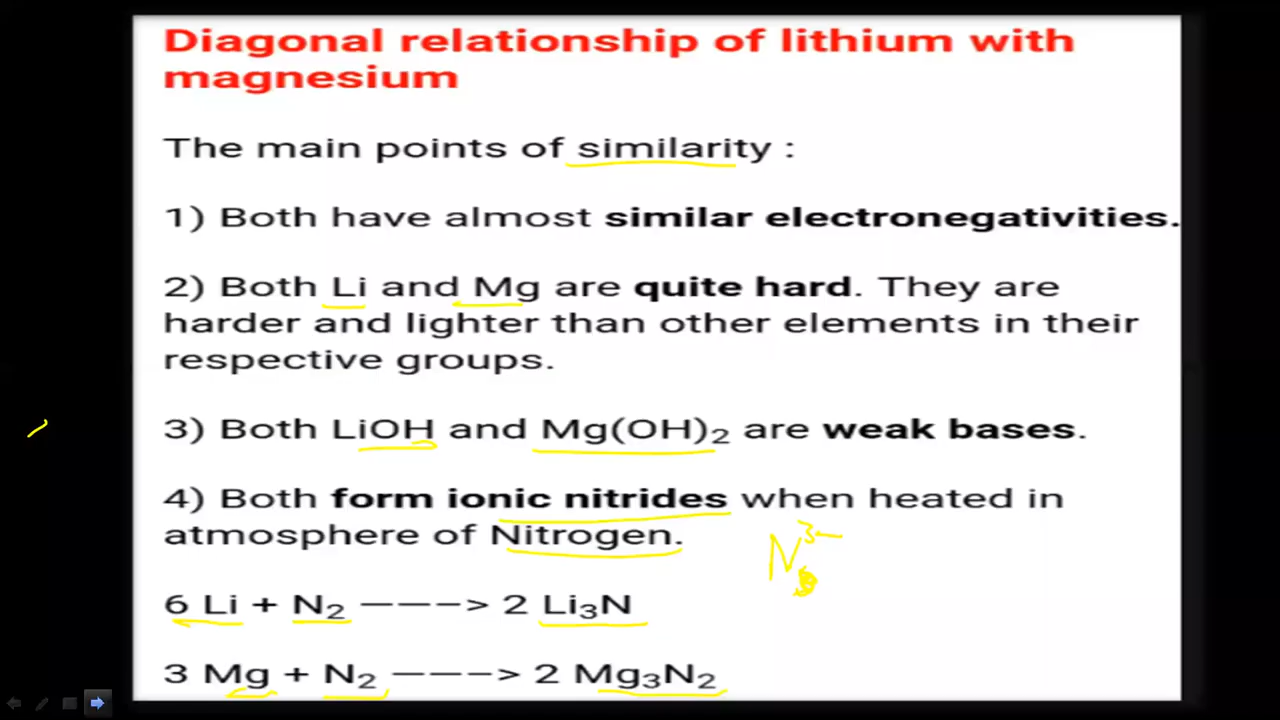 Diagonal relationship of lithium with
magnesium
The main points of similarity :
1) Both have almost similar electronegativities.
2) Both Li and Mg are quite hard. They are
harder and lighter than other elements in their
respective groups.
3) Both LiOH and Mg(OH)₂ are weak bases.
4) Both form ionic nitrides when heated in
atmosphere of Nitrogen.
N³⁻
6 Li + N₂ ———> 2 Li₃N
3 Mg + N₂ ———> 2 Mg₃N₂